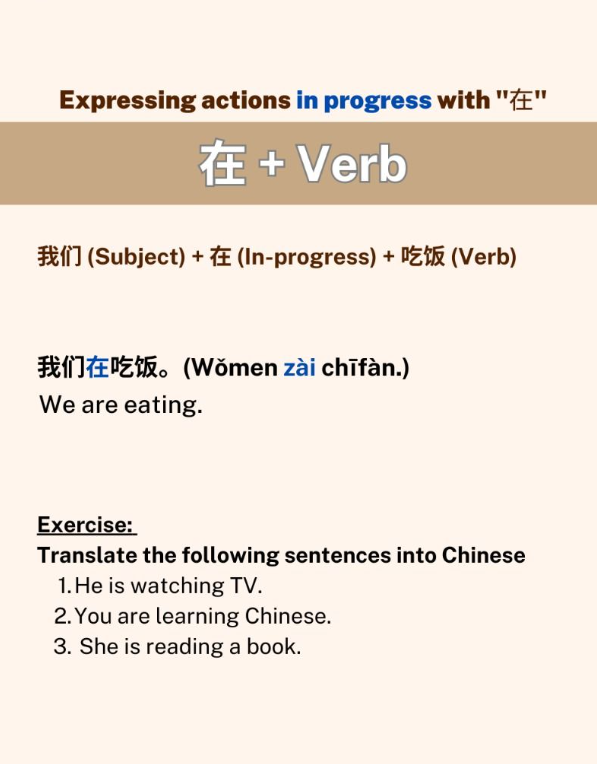 Expressing actions in progress with "在"
在 + Verb
我们 (Subject) + 在 (In-progress) + 吃饭 (Verb)
我们在吃饭。(Wǒmen zài chīfàn.)
We are eating.
Exercise:
Translate the following sentences into Chinese
1. He is watching TV.
2. You are learning Chinese.
3. She is reading a book.